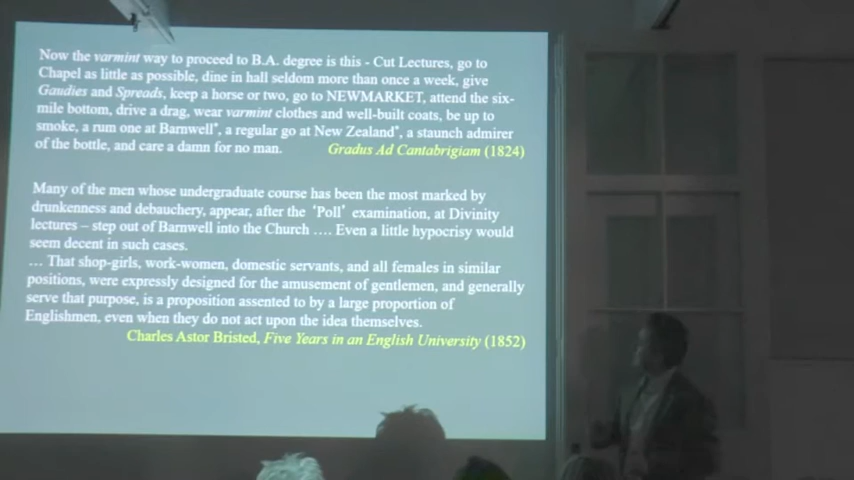 Now the varmint way to proceed to B.A. degree is this - Cut Lectures, go to
Chapel as little as possible, dine in hall seldom more than once a week, give
Gaudies and Spreads, keep a horse or two, go to NEWMARKET, attend the six-
mile bottom, drive a drag, wear varmint clothes and well-built coats, be up to
smoke, a rum one at Barnwell*, a regular go at New Zealand*, a staunch admirer
of the bottle, and care a damn for no man. Gradus Ad Cantabrigiam (1824)
Many of the men whose undergraduate course has been the most marked by
drunkenness and debauchery, appear, after the 'Poll' examination, at Divinity
lectures – step out of Barnwell into the Church …. Even a little hypocrisy would
seem decent in such cases.
… That shop-girls, work-women, domestic servants, and all females in similar
positions, were expressly designed for the amusement of gentlemen, and generally
serve that purpose, is a proposition assented to by a large proportion of
Englishmen, even when they do not act upon the idea themselves.
Charles Astor Bristed, Five Years in an English University (1852)